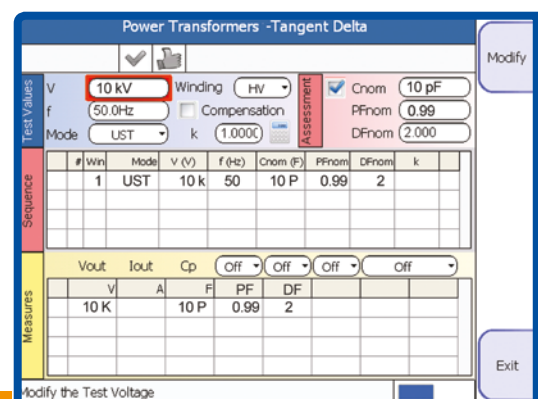 Power Transformers -Tangent Delta
Modify
Test Values
V 10 kV Winding HV Assessment Cnom 10 pF
f 50.0Hz Compensation PFnom 0.99
Mode UST k (1.000 DFnom 2.000
Sequence
# Win Mode V (V) f (Hz) Cnom (F) PFnom DFnom k
1 UST 10 k 50 10 P 0.99 2
Measures
Vout Iout Cp Off Off Off Off
V A F PF DF
10 K 10 P 0.99 2
Exit
Modify the Test Voltage